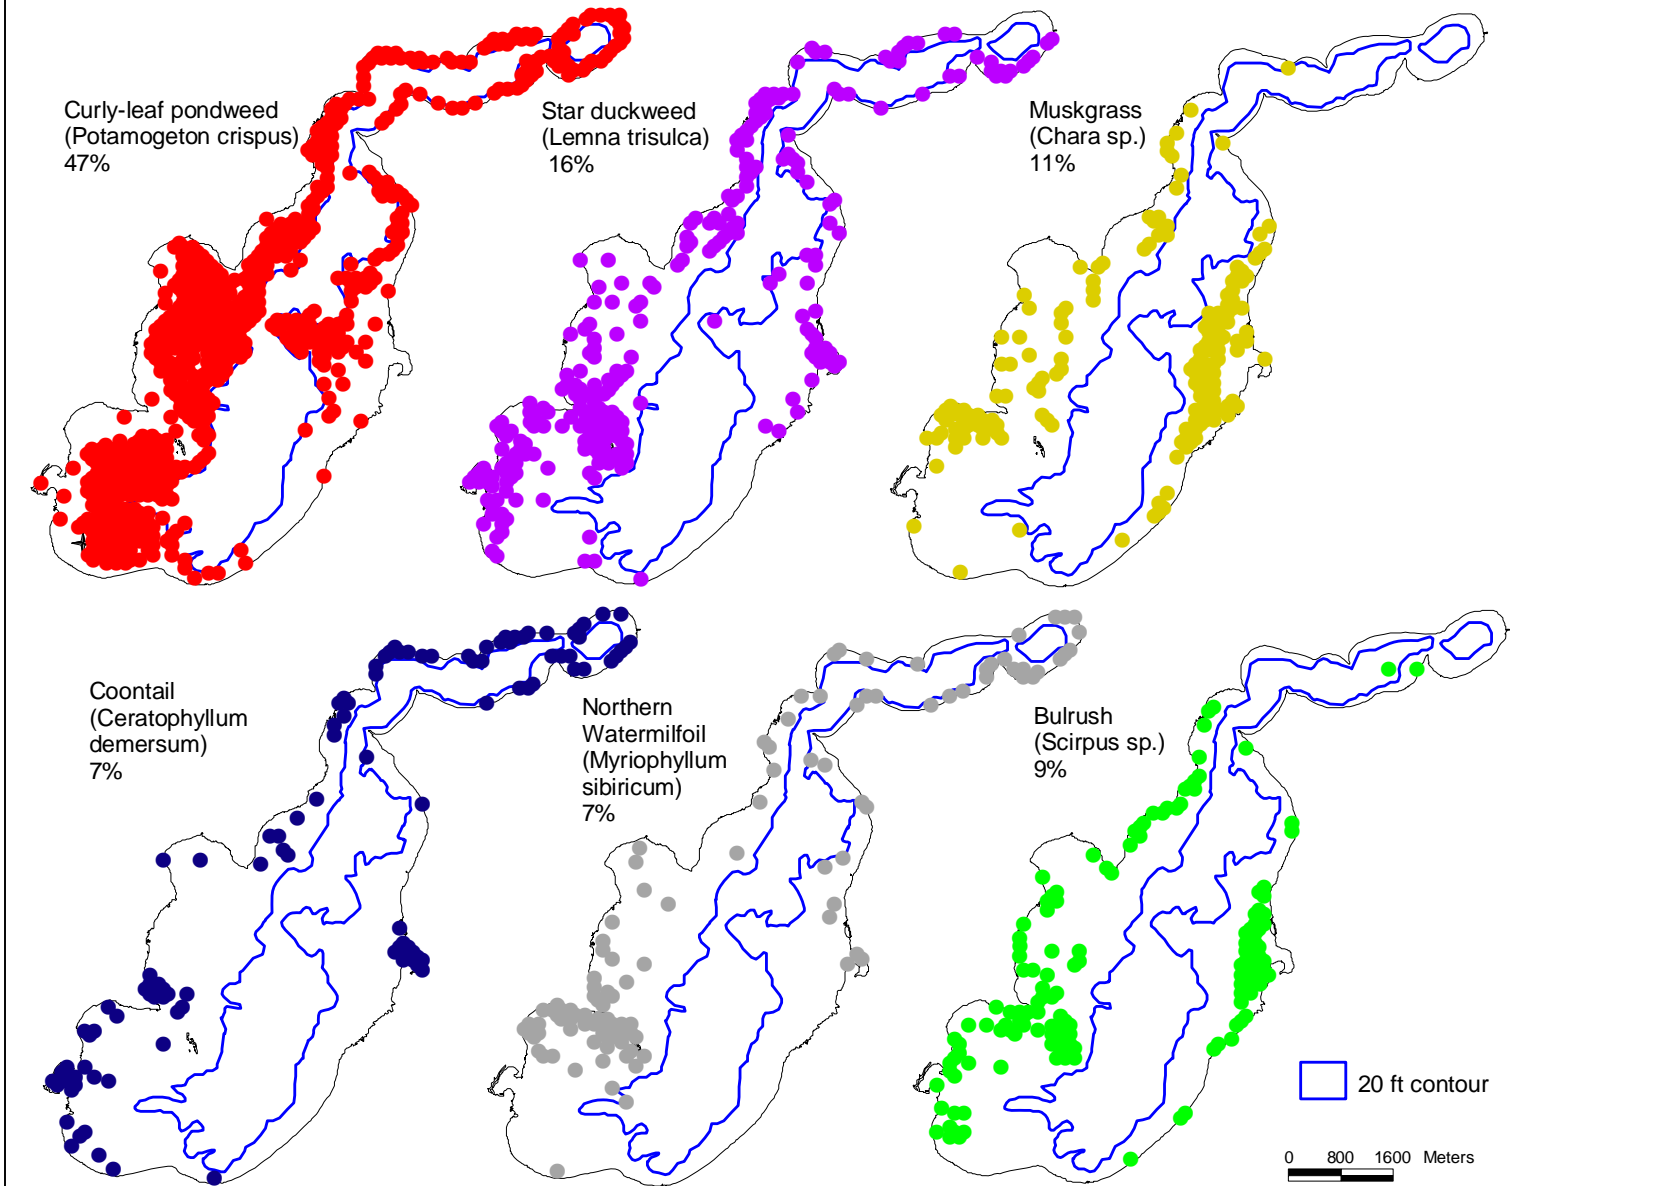 Curly-leaf pondweed
(Potamogeton crispus)
47%
Star duckweed
(Lemna trisulca)
16%
Muskgrass
(Chara sp.)
11%
Coontail
(Ceratophyllum
demersum)
7%
Northern
Watermilfoil
(Myriophyllum
sibiricum)
7%
Bulrush
(Scirpus sp.)
9%
20 ft contour
0 800 1600 Meters